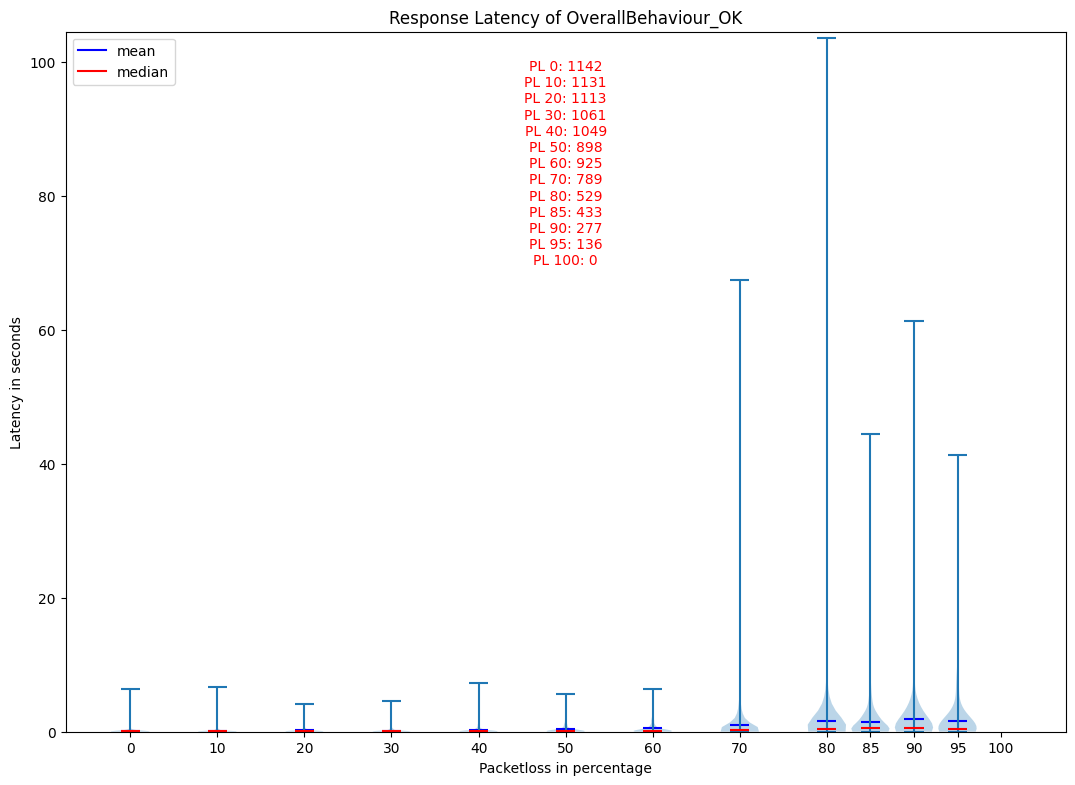 Response Latency of OverallBehaviour_OK
mean
median
PL 0: 1142
PL 10: 1131
PL 20: 1113
PL 30: 1061
PL 40: 1049
PL 50: 898
PL 60: 925
PL 70: 789
PL 80: 529
PL 85: 433
PL 90: 277
PL 95: 136
PL 100: 0
100
80
60
40
20
0
Latency in seconds
0 10 20 30 40 50 60 70 80 85 90 95 100
Packetloss in percentage